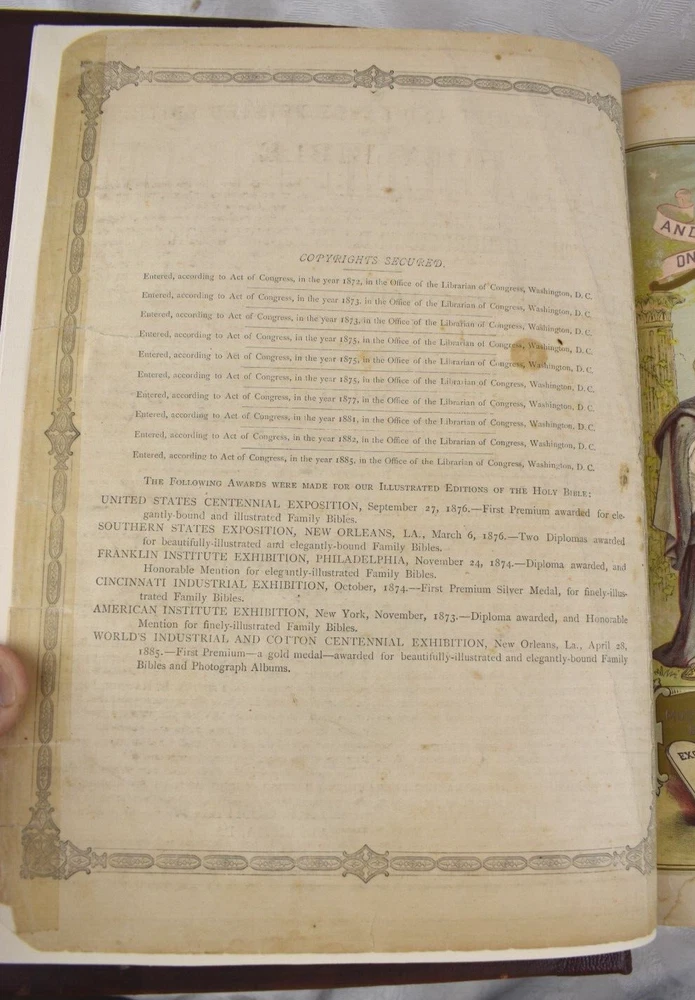 COPYRIGHTS SECURED.
Entered, according to Act of Congress, in the year 1872, in the Office of the Librarian of Congress, Washington, D. C.
Entered, according to Act of Congress, in the year 1873, in the Office of the Librarian of Congress, Washington, D. C.
Entered, according to Act of Congress, in the year 1873, in the Office of the Librarian of Congress, Washington, D. C.
Entered, according to Act of Congress, in the year 1875, in the Office of the Librarian of Congress, Washington, D. C.
Entered, according to Act of Congress, in the year 1875, in the Office of the Librarian of Congress, Washington, D. C.
Entered, according to Act of Congress, in the year 1875, in the Office of the Librarian of Congress, Washington, D. C.
Entered, according to Act of Congress, in the year 1877, in the Office of the Librarian of Congress, Washington, D. C.
Entered, according to Act of Congress, in the year 1881, in the Office of the Librarian of Congress, Washington, D. C.
Entered, according to Act of Congress, in the year 1882, in the Office of the Librarian of Congress, Washington, D. C.
Entered, according to Act of Congress, in the year 1885, in the Office of the Librarian of Congress, Washington, D. C.
THE FOLLOWING AWARDS WERE MADE FOR OUR ILLUSTRATED EDITIONS OF THE HOLY BIBLE:
UNITED STATES CENTENNIAL EXPOSITION, September 27, 1876.—First Premium awarded for ele-
gantly-bound and illustrated Family Bibles.
SOUTHERN STATES EXPOSITION, NEW ORLEANS, LA., March 6, 1876.—Two Diplomas awarded
for beautifully-illustrated and elegantly-bound Family Bibles.
FRANKLIN INSTITUTE EXHIBITION, PHILADELPHIA, November 24, 1874.—Diploma awarded, and
Honorable Mention for elegantly-illustrated Family Bibles.
CINCINNATI INDUSTRIAL EXHIBITION, October, 1874.—First Premium Silver Medal, for finely-illus-
trated Family Bibles.
AMERICAN INSTITUTE EXHIBITION, New York, November, 1873.—Diploma awarded, and Honorable
Mention for finely-illustrated Family Bibles.
WORLD'S INDUSTRIAL AND COTTON CENTENNIAL EXHIBITION, New Orleans, La., April 28,
1885.—First Premium—a gold medal—awarded for beautifully-illustrated and elegantly-bound Family
Bibles and Photograph Albums.
AND
ON